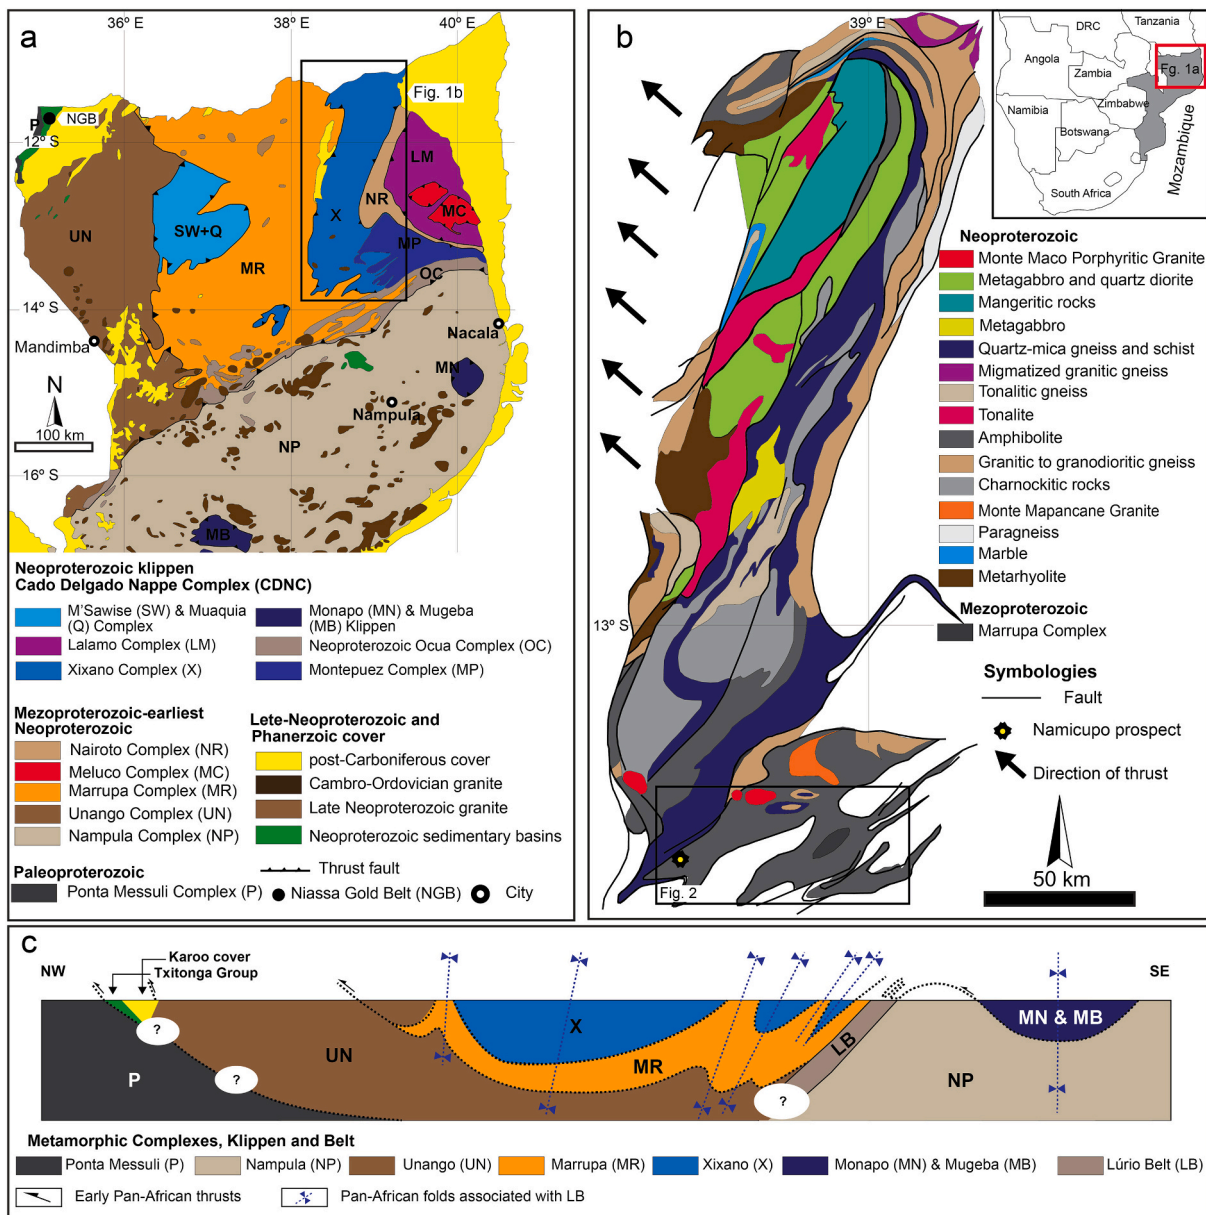 36º E
38º E
40º E
a
Fig. 1b
P
NGB
12º S
LM
NR
MC
X
UN
SW+Q
MP
MR
OC
14º S
Nacala
Mandimba
MN
N
Nampula
100 km
NP
16º S
MB
Neoproterozoic klippen
Cado Delgado Nappe Complex (CDNC)
M'Sawise (SW) & Muaquia
(Q) Complex
Lalamo Complex (LM)
Xixano Complex (X)
Monapo (MN) & Mugeba
(MB) Klippen
Neoproterozoic Ocua Complex (OC)
Montepuez Complex (MP)
Mezoproterozoic-earliest
Neoproterozoic
Nairoto Complex (NR)
Meluco Complex (MC)
Marrupa Complex (MR)
Unango Complex (UN)
Nampula Complex (NP)
Lete-Neoproterozoic and
Phanerzoic cover
post-Carboniferous cover
Cambro-Ordovician granite
Late Neoproterozoic granite
Neoproterozoic sedimentary basins
Paleoproterozoic
Ponta Messuli Complex (P)
Thrust fault
Niassa Gold Belt (NGB)
City
b
39º E
DRC
Tanzania
Angola
Zambia
Fg. 1a
Zimbabwe
Namibia
Botswana
South Africa
Mozambique
Neoproterozoic
Monte Maco Porphyritic Granite
Metagabbro and quartz diorite
Mangeritic rocks
Metagabbro
Quartz-mica gneiss and schist
Migmatized granitic gneiss
Tonalitic gneiss
Tonalite
Amphibolite
Granitic to granodioritic gneiss
Charnockitic rocks
Monte Mapancane Granite
Paragneiss
Marble
Metarhyolite
Mezoproterozoic
Marrupa Complex
13º S
Symbologies
Fault
Namicupo prospect
Direction of thrust
50 km
Fig. 2
c
NW
Karoo cover
Txitonga Group
SE
?
?
?
P
UN
X
MR
LB
NP
MN & MB
Metamorphic Complexes, Klippen and Belt
Ponta Messuli (P)
Nampula (NP)
Unango (UN)
Marrupa (MR)
Xixano (X)
Monapo (MN) & Mugeba (MB)
Lúrio Belt (LB)
Early Pan-African thrusts
Pan-African folds associated with LB